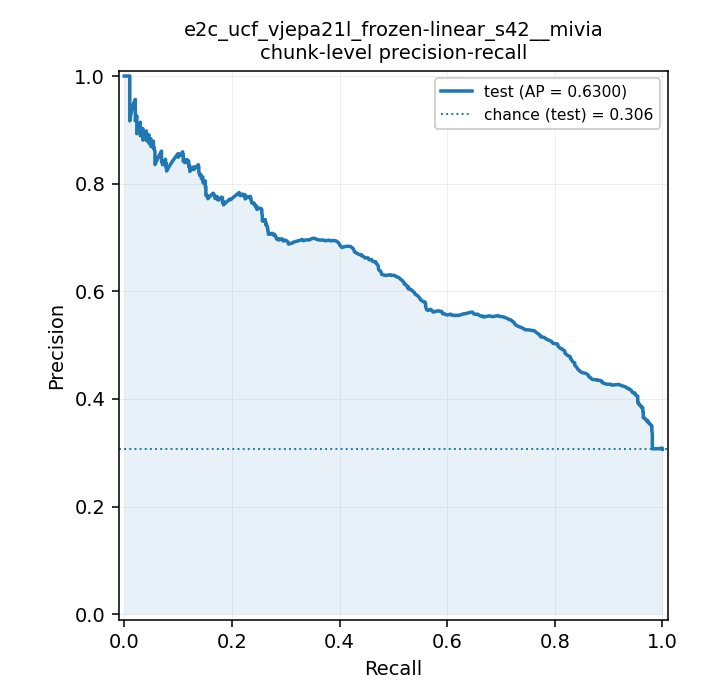 e2c_ucf_vjepa21l_frozen-linear_s42__mivia
chunk-level precision-recall
test (AP = 0.6300)
chance (test) = 0.306
1.0
0.8
0.6
0.4
0.2
0.0
Precision
0.0 0.2 0.4 0.6 0.8 1.0
Recall